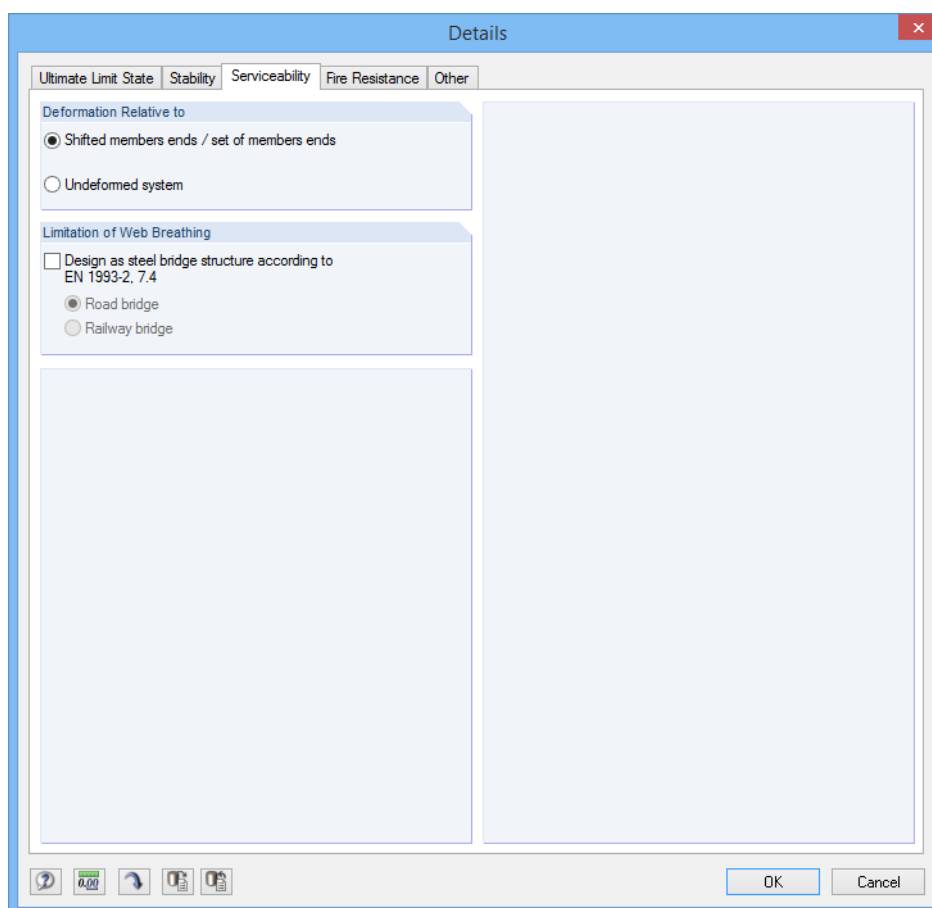 Details
Ultimate Limit State Stability Serviceability Fire Resistance Other
Deformation Relative to
Shifted members ends / set of members ends
Undeformed system
Limitation of Web Breathing
Design as steel bridge structure according to
EN 1993-2, 7.4
Road bridge
Railway bridge
0.00
OK Cancel